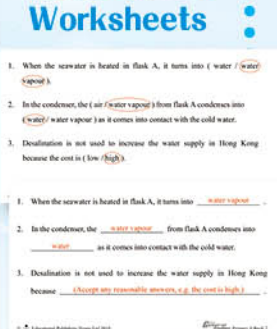 Worksheets
1. When the seawater is heated in flask A, it turns into ( water / water
vapour ).
2. In the condenser, the ( air / water vapour ) from flask A condenses into
( water / water vapour ) as it comes into contact with the cold water.
3. Desalination is not used to increase the water supply in Hong Kong
because the cost is ( low / high ).
1. When the seawater is heated in flask A, it turns into water vapour .
2. In the condenser, the water vapour from flask A condenses into
water as it comes into contact with the cold water.
3. Desalination is not used to increase the water supply in Hong Kong
because (Accept any reasonable answers, e.g. the cost is high.) .